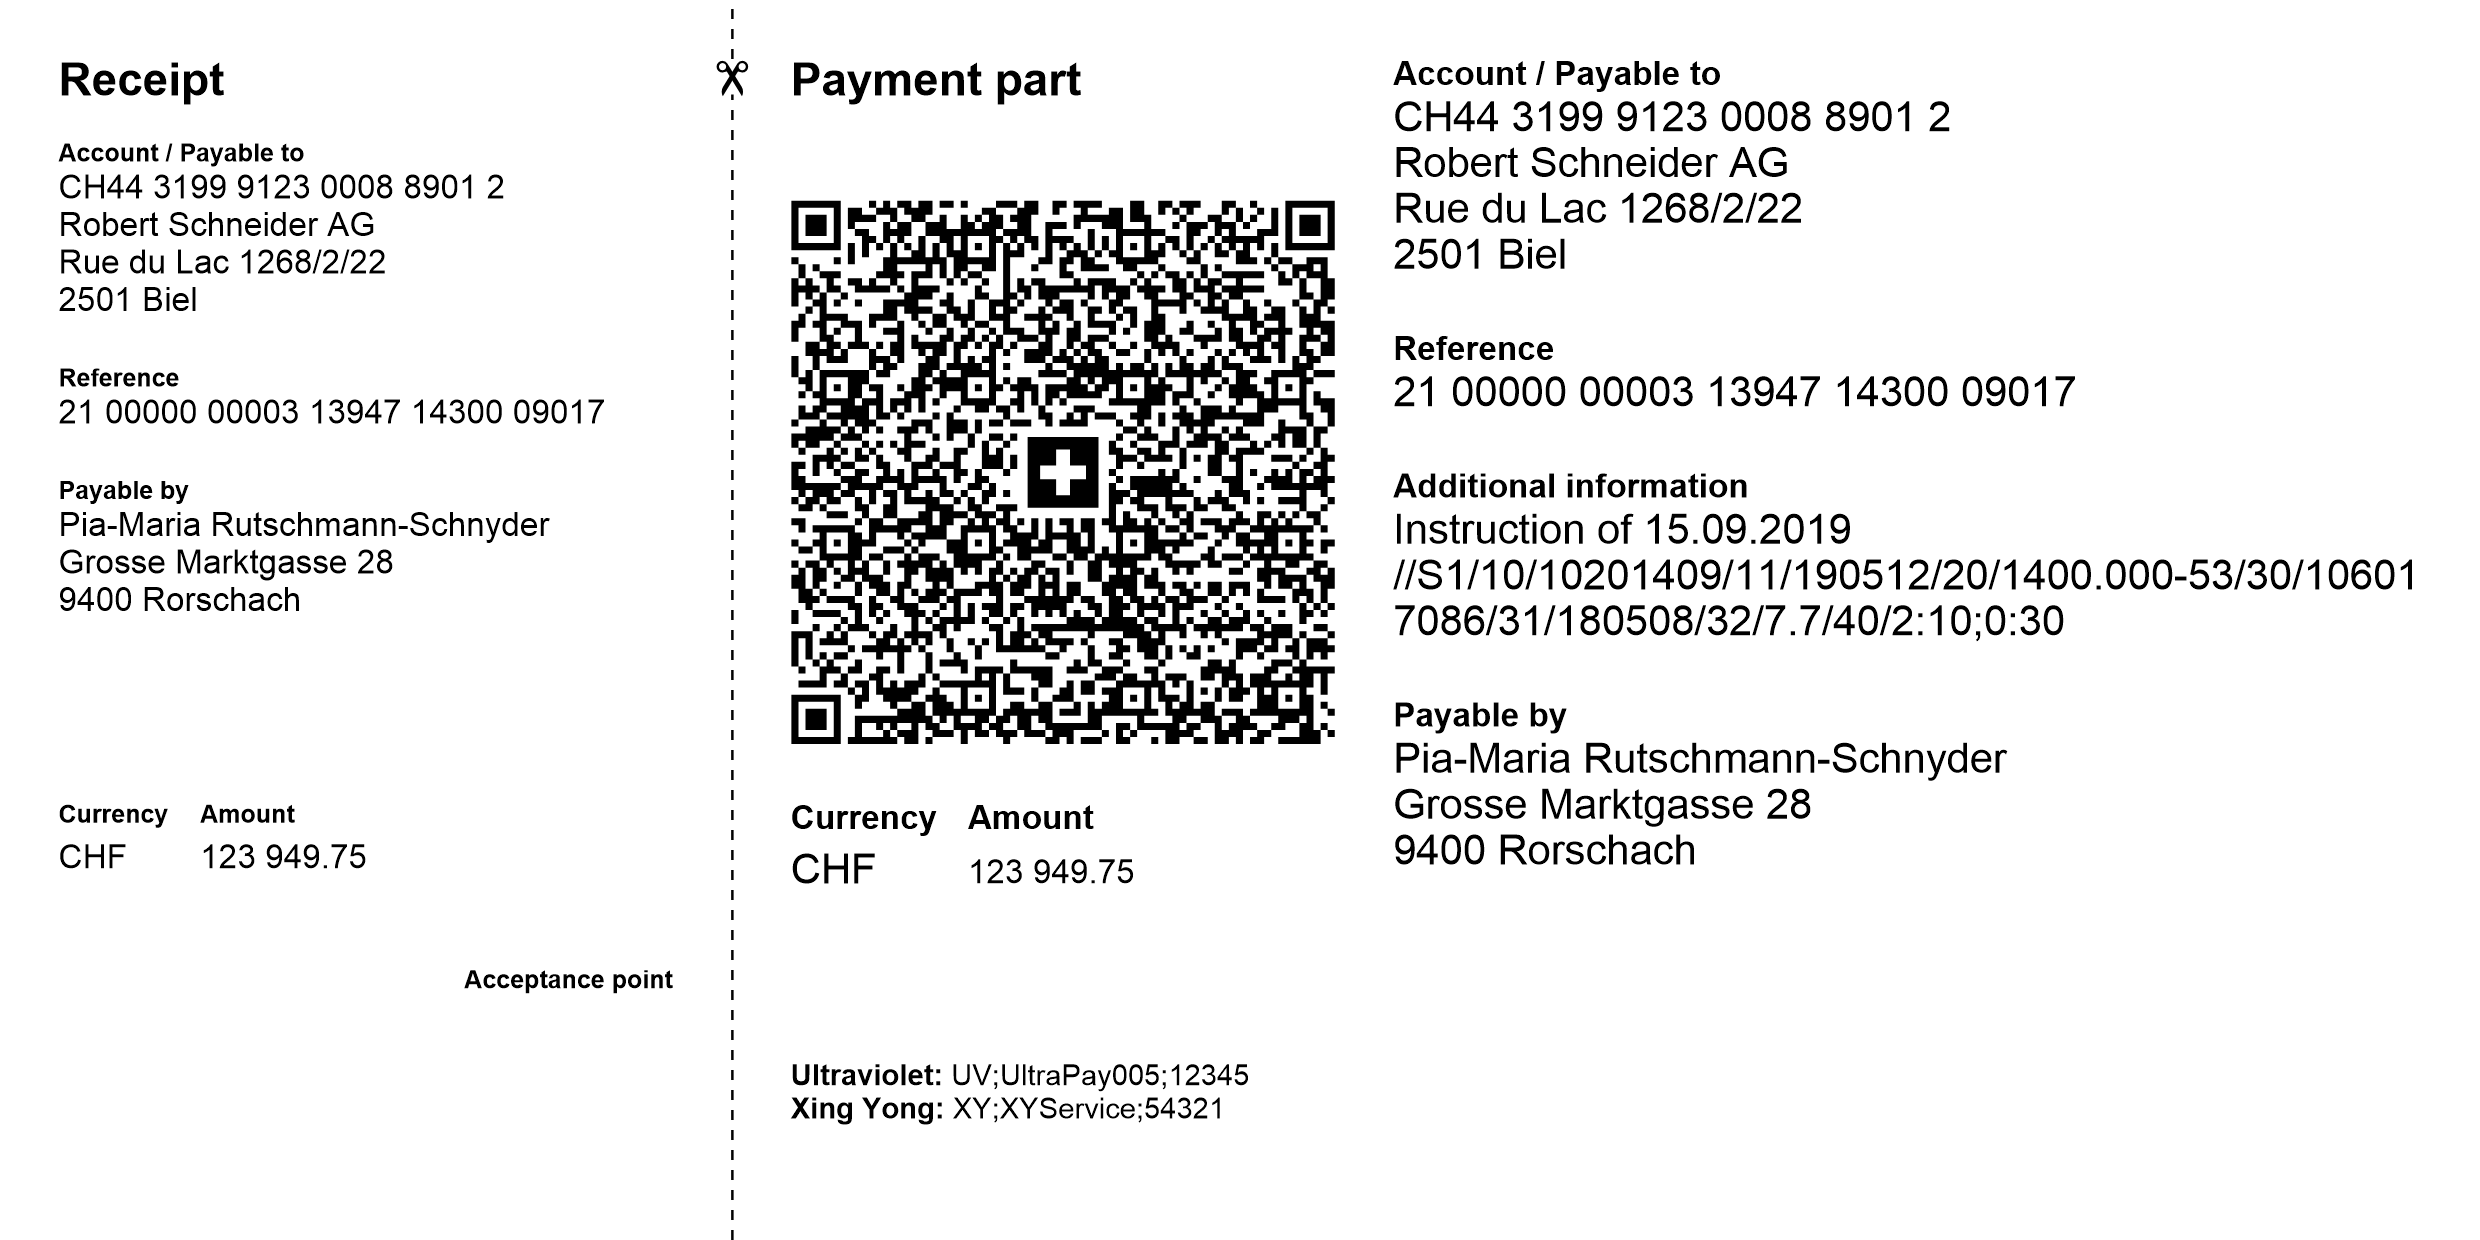 Receipt
Account / Payable to
CH44 3199 9123 0008 8901 2
Robert Schneider AG
Rue du Lac 1268/2/22
2501 Biel
Reference
21 00000 00003 13947 14300 09017
Payable by
Pia-Maria Rutschmann-Schnyder
Grosse Marktgasse 28
9400 Rorschach
Currency Amount
CHF 123 949.75
Acceptance point
Payment part
Currency Amount
CHF 123 949.75
Ultraviolet: UV;UltraPay005;12345
Xing Yong: XY;XYService;54321
Account / Payable to
CH44 3199 9123 0008 8901 2
Robert Schneider AG
Rue du Lac 1268/2/22
2501 Biel
Reference
21 00000 00003 13947 14300 09017
Additional information
Instruction of 15.09.2019
//S1/10/10201409/11/190512/20/1400.000-53/30/10601
7086/31/180508/32/7.7/40/2:10;0:30
Payable by
Pia-Maria Rutschmann-Schnyder
Grosse Marktgasse 28
9400 Rorschach